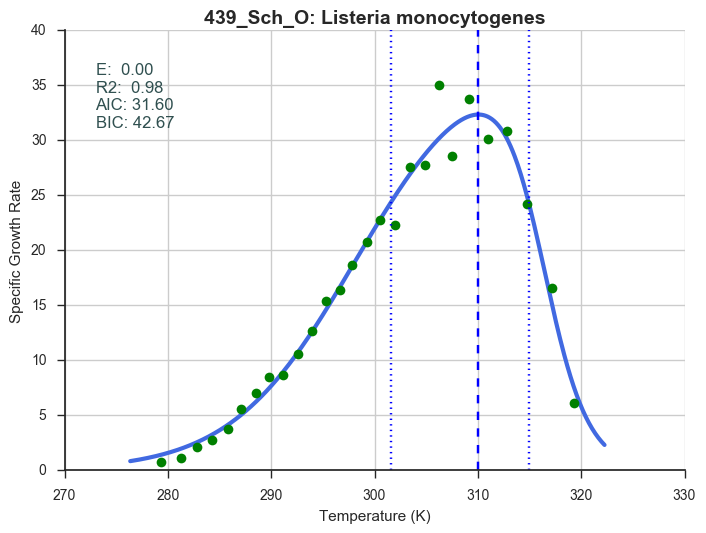 439_Sch_O: Listeria monocytogenes
E:  0.00
R2:  0.98
AIC: 31.60
BIC: 42.67
Specific Growth Rate
40
35
30
25
20
15
10
5
0
270 280 290 300 310 320 330
Temperature (K)